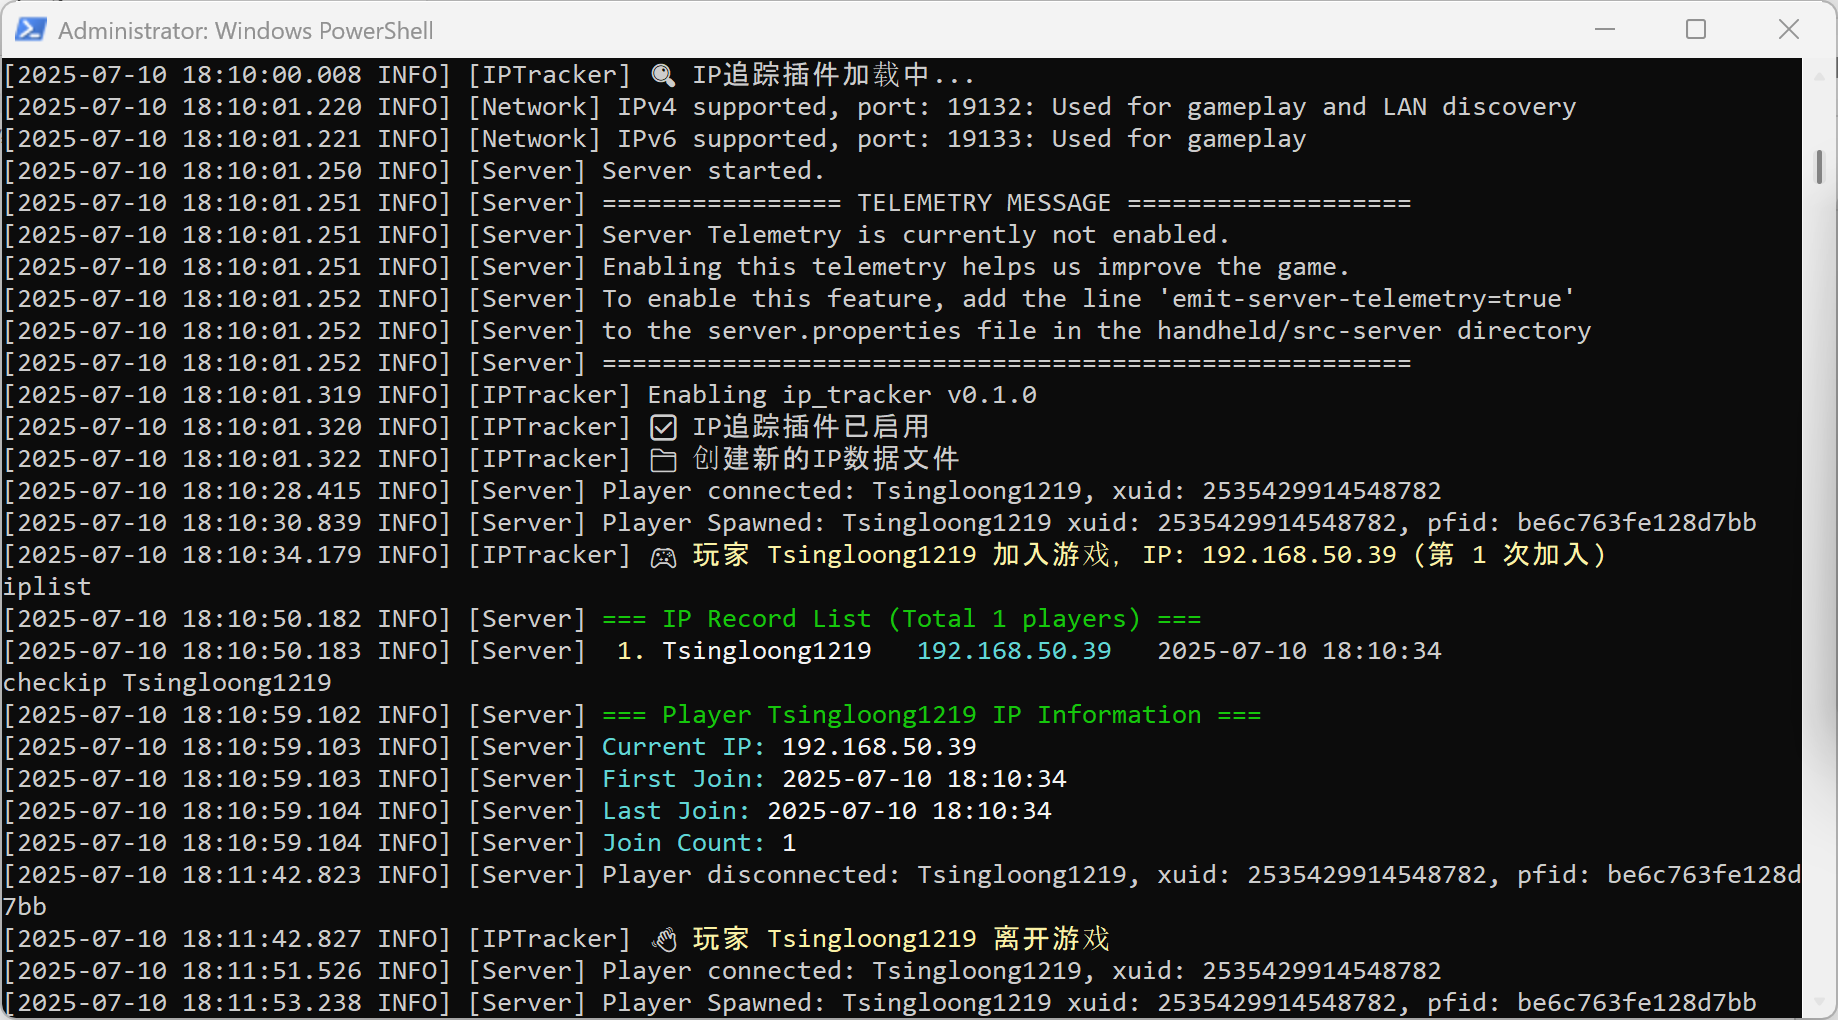 Administrator: Windows PowerShell
[2025-07-10 18:10:00.008 INFO] [IPTracker] 🔍 IP追踪插件加载中...
[2025-07-10 18:10:01.220 INFO] [Network] IPv4 supported, port: 19132: Used for gameplay and LAN discovery
[2025-07-10 18:10:01.221 INFO] [Network] IPv6 supported, port: 19133: Used for gameplay
[2025-07-10 18:10:01.250 INFO] [Server] Server started.
[2025-07-10 18:10:01.251 INFO] [Server] ================ TELEMETRY MESSAGE ===================
[2025-07-10 18:10:01.251 INFO] [Server] Server Telemetry is currently not enabled.
[2025-07-10 18:10:01.251 INFO] [Server] Enabling this telemetry helps us improve the game.
[2025-07-10 18:10:01.252 INFO] [Server] To enable this feature, add the line 'emit-server-telemetry=true'
[2025-07-10 18:10:01.252 INFO] [Server] to the server.properties file in the handheld/src-server directory
[2025-07-10 18:10:01.252 INFO] [Server] ======================================================
[2025-07-10 18:10:01.319 INFO] [IPTracker] Enabling ip_tracker v0.1.0
[2025-07-10 18:10:01.320 INFO] [IPTracker] ☑ IP追踪插件已启用
[2025-07-10 18:10:01.322 INFO] [IPTracker] 📁 创建新的IP数据文件
[2025-07-10 18:10:28.415 INFO] [Server] Player connected: Tsingloong1219, xuid: 2535429914548782
[2025-07-10 18:10:30.839 INFO] [Server] Player Spawned: Tsingloong1219 xuid: 2535429914548782, pfid: be6c763fe128d7bb
[2025-07-10 18:10:34.179 INFO] [IPTracker] 🎮 玩家 Tsingloong1219 加入游戏, IP: 192.168.50.39 (第 1 次加入)
iplist
[2025-07-10 18:10:50.182 INFO] [Server] === IP Record List (Total 1 players) ===
[2025-07-10 18:10:50.183 INFO] [Server]  1. Tsingloong1219   192.168.50.39   2025-07-10 18:10:34
checkip Tsingloong1219
[2025-07-10 18:10:59.102 INFO] [Server] === Player Tsingloong1219 IP Information ===
[2025-07-10 18:10:59.103 INFO] [Server] Current IP: 192.168.50.39
[2025-07-10 18:10:59.103 INFO] [Server] First Join: 2025-07-10 18:10:34
[2025-07-10 18:10:59.104 INFO] [Server] Last Join: 2025-07-10 18:10:34
[2025-07-10 18:10:59.104 INFO] [Server] Join Count: 1
[2025-07-10 18:11:42.823 INFO] [Server] Player disconnected: Tsingloong1219, xuid: 2535429914548782, pfid: be6c763fe128d
7bb
[2025-07-10 18:11:42.827 INFO] [IPTracker] 👋 玩家 Tsingloong1219 离开游戏
[2025-07-10 18:11:51.526 INFO] [Server] Player connected: Tsingloong1219, xuid: 2535429914548782
[2025-07-10 18:11:53.238 INFO] [Server] Player Spawned: Tsingloong1219 xuid: 2535429914548782, pfid: be6c763fe128d7bb